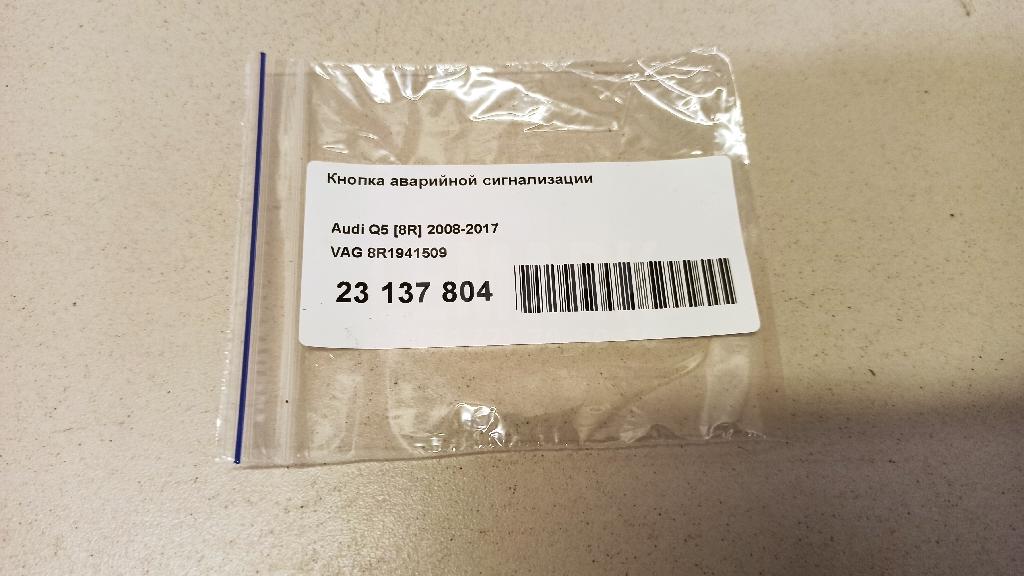 Кнопка аварийной сигнализации
Audi Q5 [8R] 2008-2017
VAG 8R1941509
23 137 804